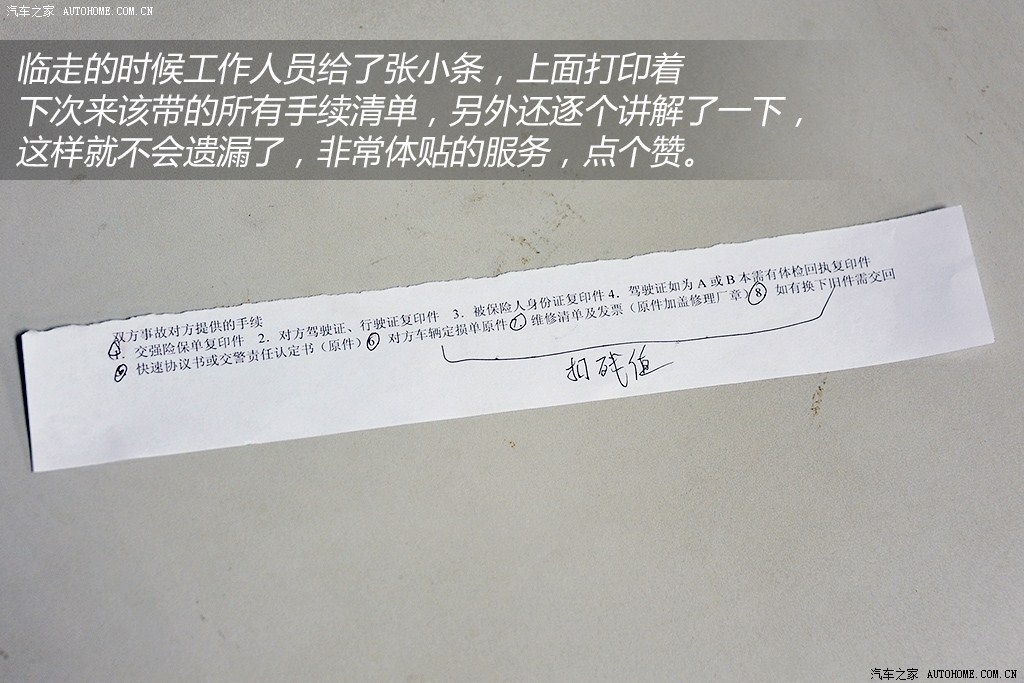 汽车之家 AUTOHOME.COM.CN
临走的时候工作人员给了张小条，上面打印着
下次来该带的所有手续清单，另外还逐个讲解了一下，
这样就不会遗漏了，非常体贴的服务，点个赞。
双方事故对方提供的手续
1. 交强险保单复印件 2. 对方驾驶证、行驶证复印件 3. 被保险人身份证复印件 4. 驾驶证如为 A 或 B 本需有体检回执复印件
⑤ 快速协议书或交警责任认定书（原件）⑥ 对方车辆定损单原件 ⑦ 维修清单及发票（原件加盖修理厂章）⑧ 如有换下旧件需交回
扣残值
汽车之家 AUTOHOME.COM.CN